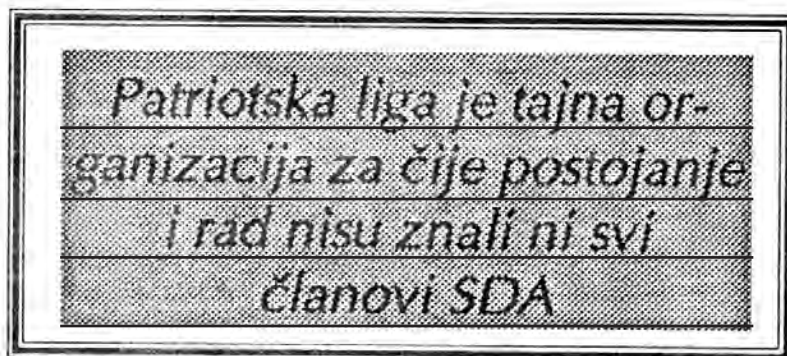 Patriotska liga je tajna or-
ganizacija za čije postojanje
i rad nisu znali ni svi
članovi SDA